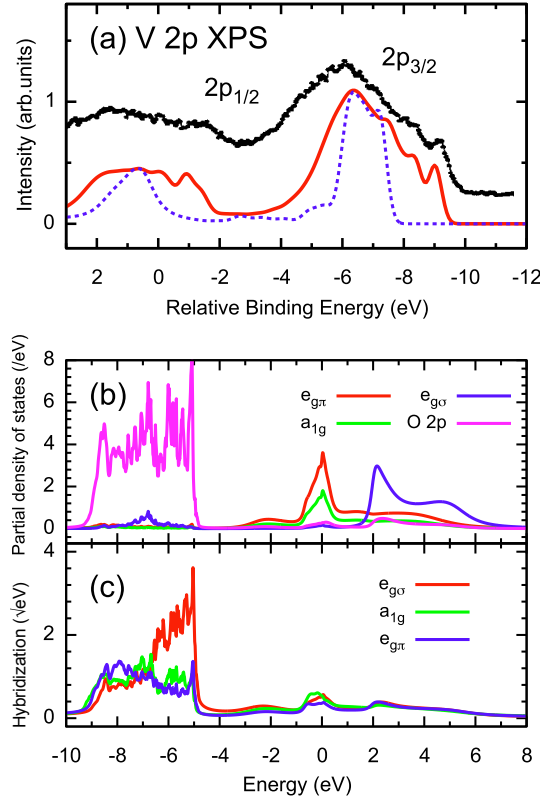 (a) V 2p XPS
2p1/2
2p3/2
Intensity (arb.units)
1
0
2 0 -2 -4 -6 -8 -10 -12
Relative Binding Energy (eV)
(b)
Partial density of states (/eV)
8
6
4
2
0
egπ
a1g
egσ
O 2p
(c)
Hybridization (√eV)
4
2
0
egσ
a1g
egπ
-10 -8 -6 -4 -2 0 2 4 6 8
Energy (eV)